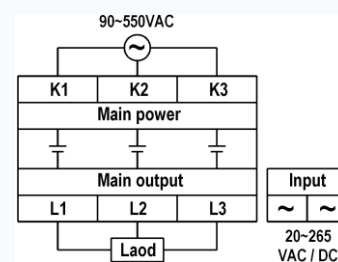 90~550VAC
~
K1 K2 K3
Main power
Main output
L1 L2 L3
Laod
Input
~ ~
20~265
VAC / DC